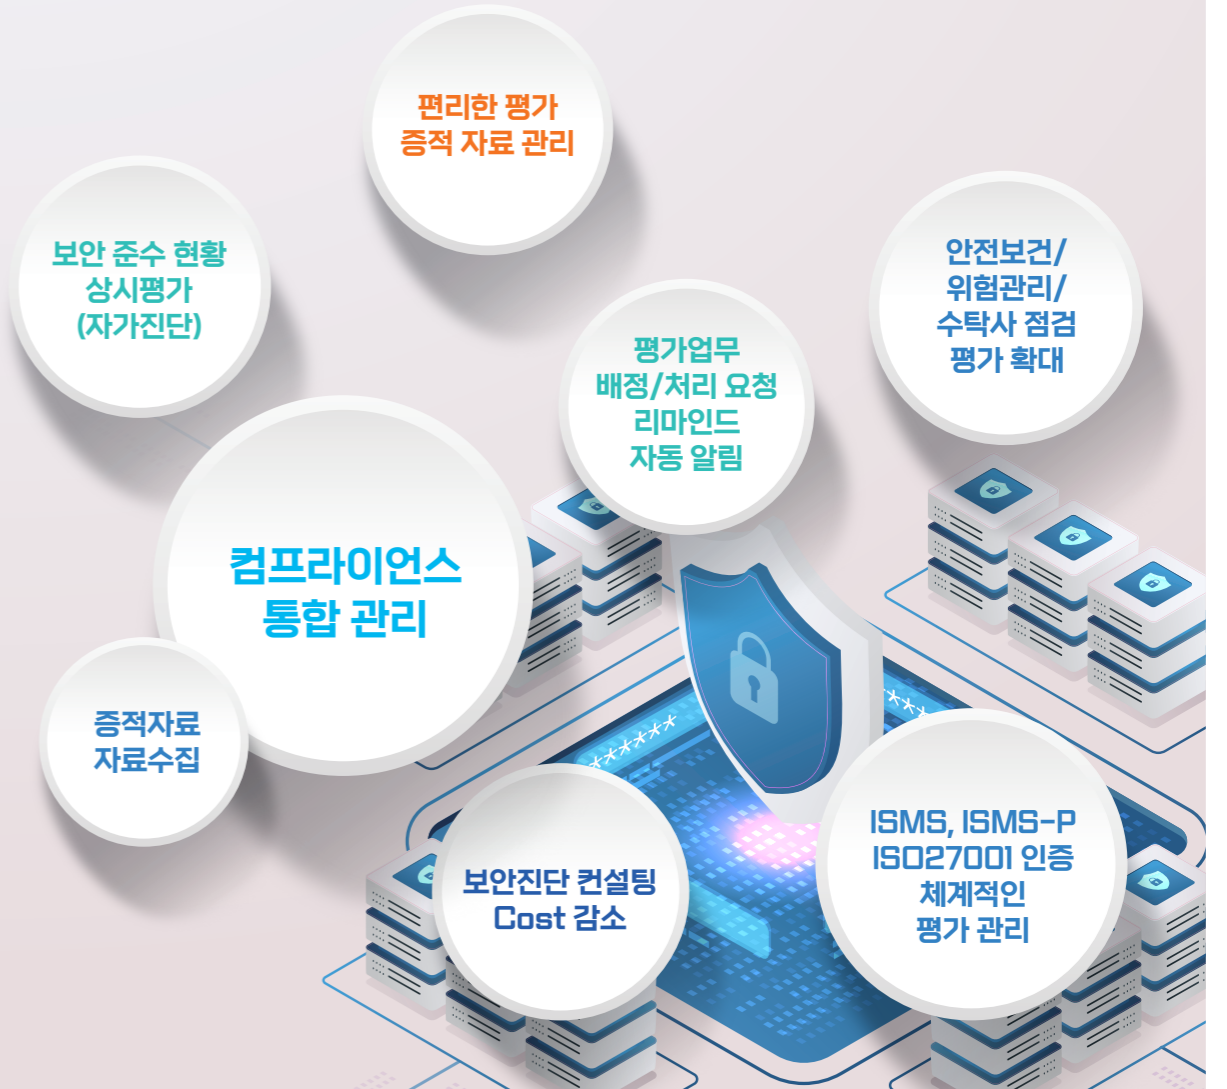 편리한 평가
증적 자료 관리
보안 준수 현황
상시평가
(자가진단)
안전보건/
위험관리/
수탁사 점검
평가 확대
평가업무
배정/처리 요청
리마인드
자동 알림
컴프라이언스
통합 관리
증적자료
자료수집
보안진단 컨설팅
Cost 감소
ISMS, ISMS-P
ISO27001 인증
체계적인
평가 관리
******
****